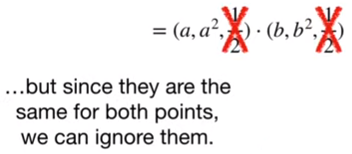 = (a, a², 1/2) · (b, b², 1/2)
...but since they are the
same for both points,
we can ignore them.